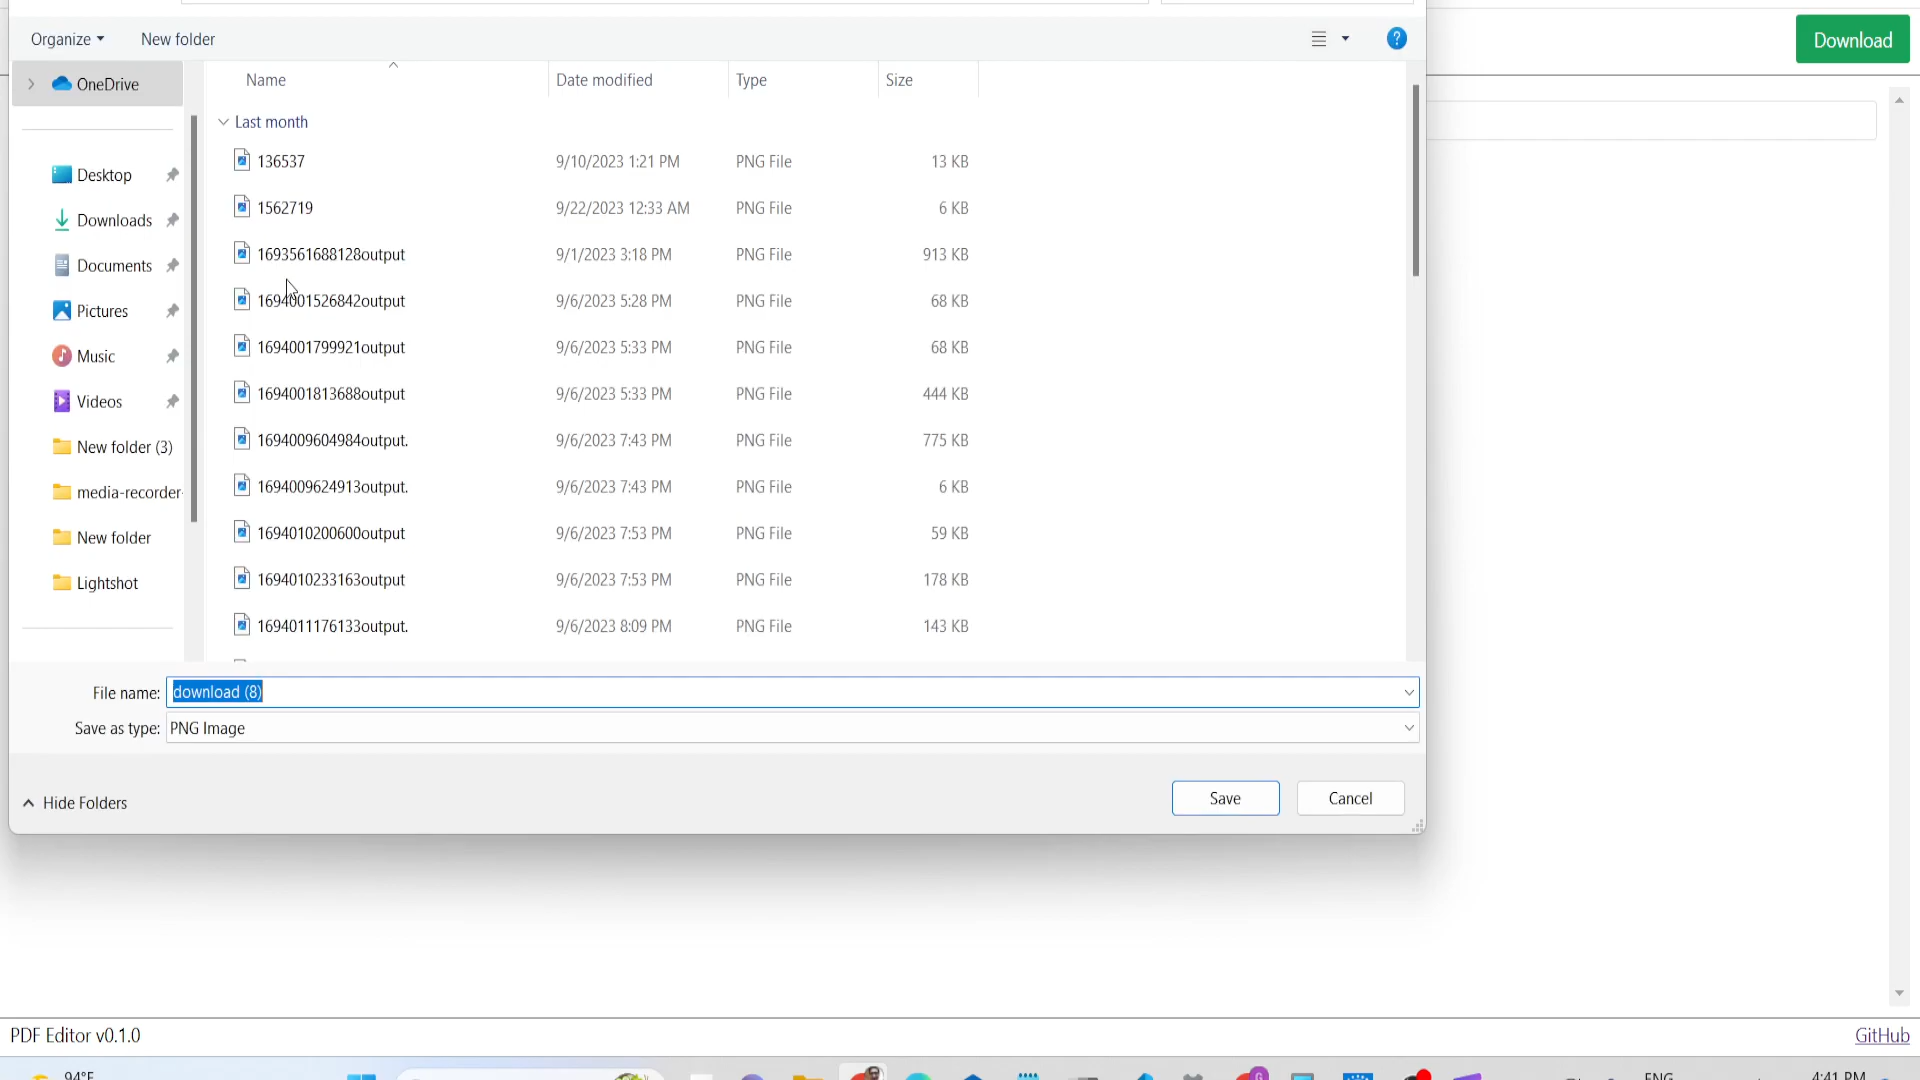 Organize New folder
Download
OneDrive
Name Date modified Type Size
Last month
136537 9/10/2023 1:21 PM PNG File 13 KB
1562719 9/22/2023 12:33 AM PNG File 6 KB
1693561688128output 9/1/2023 3:18 PM PNG File 913 KB
1694001526842output 9/6/2023 5:28 PM PNG File 68 KB
1694001799921output 9/6/2023 5:33 PM PNG File 68 KB
1694001813688output 9/6/2023 5:33 PM PNG File 444 KB
1694009604984output. 9/6/2023 7:43 PM PNG File 775 KB
1694009624913output. 9/6/2023 7:43 PM PNG File 6 KB
1694010200600output 9/6/2023 7:53 PM PNG File 59 KB
1694010233163output 9/6/2023 7:53 PM PNG File 178 KB
1694011176133output. 9/6/2023 8:09 PM PNG File 143 KB
Desktop
Downloads
Documents
Pictures
Music
Videos
New folder (3)
media-recorder-
New folder
Lightshot
File name: download (8)
Save as type: PNG Image
Hide Folders
Save Cancel
PDF Editor v0.1.0
GitHub
94°F
ENG
4:41 PM